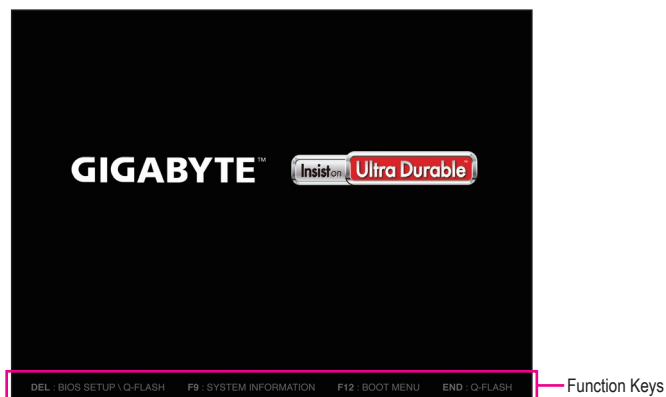 GIGABYTE™ Insist on Ultra Durable™
DEL : BIOS SETUP \ Q-FLASH F9 : SYSTEM INFORMATION F12 : BOOT MENU END : Q-FLASH
Function Keys